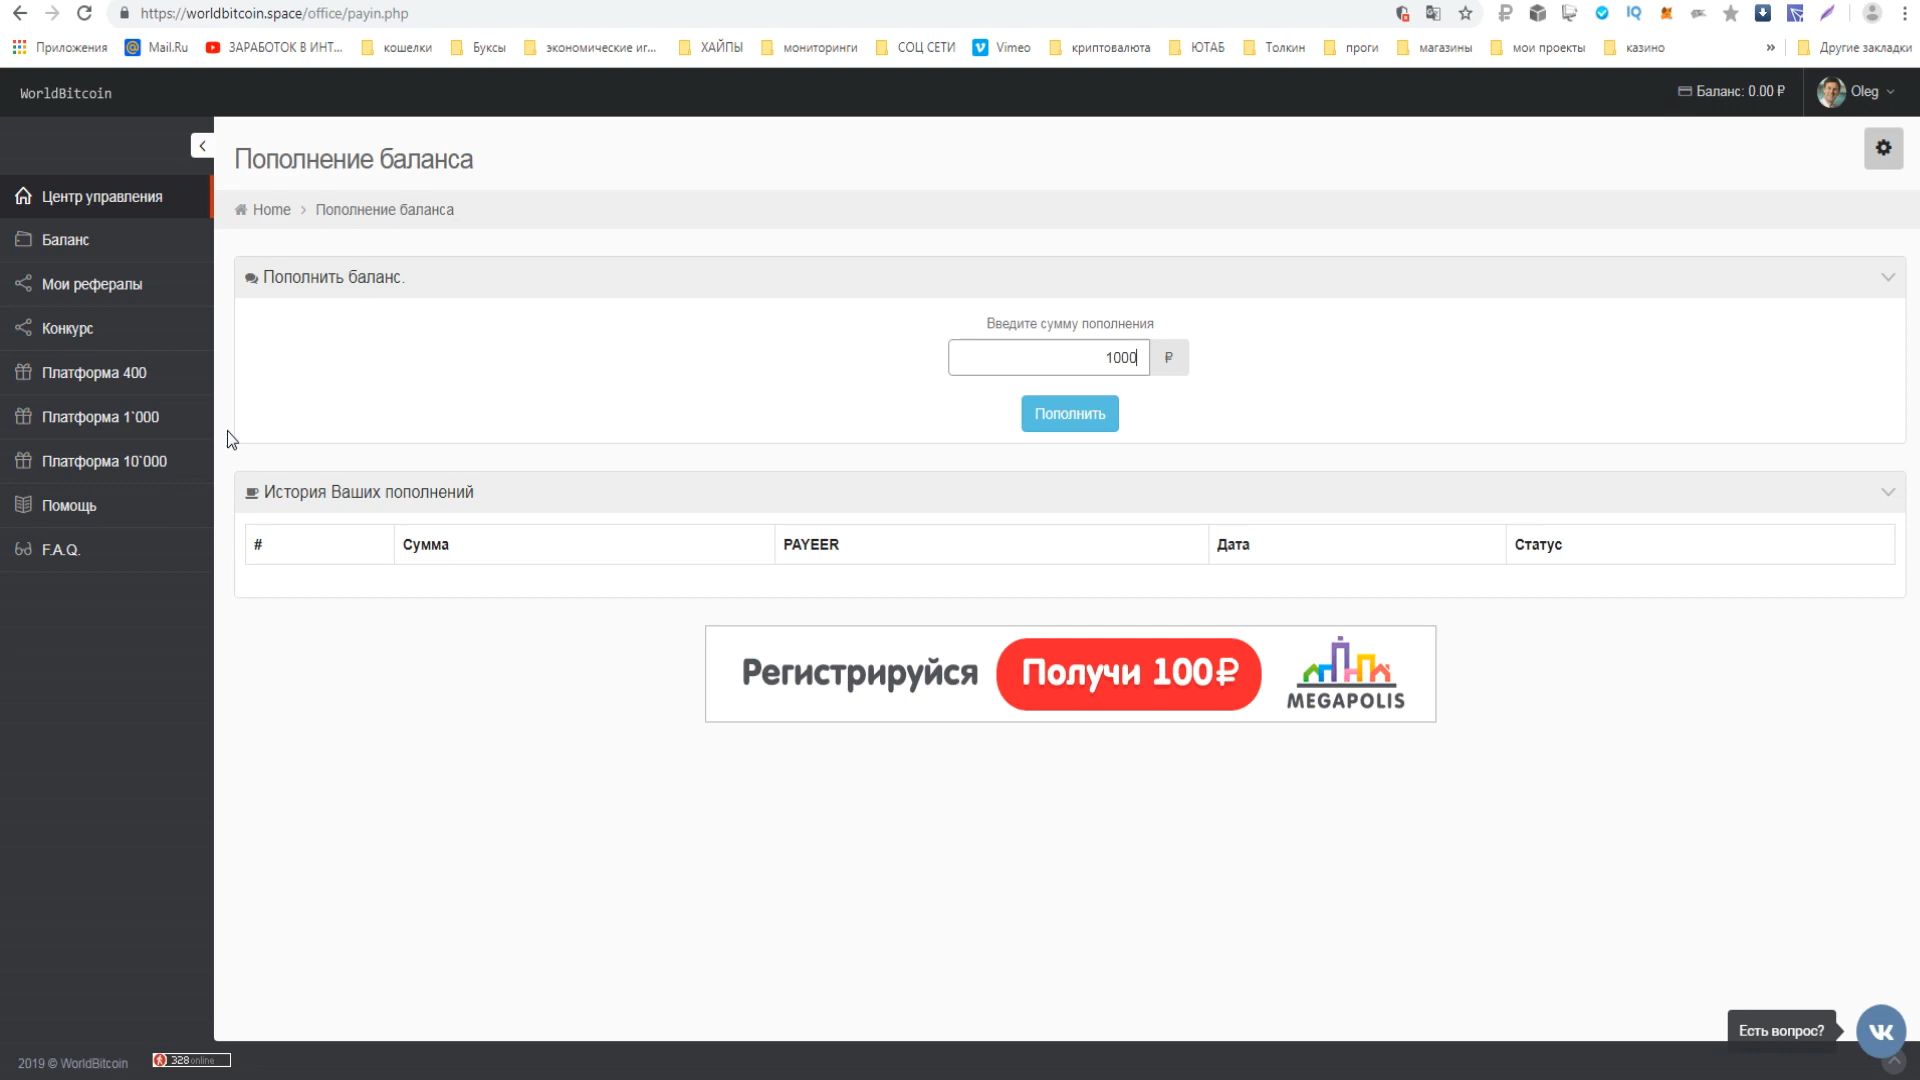 https://worldbitcoin.space/office/payin.php
Приложения Mail.Ru ЗАРАБОТОК В ИНТ... кошелки Буксы экономические иг... ХАЙПЫ мониторинги СОЦ СЕТИ Vimeo криптовалюта ЮТАБ Толкин проги магазины мои проекты казино » Другие закладки
WorldBitcoin
Баланс: 0.00 ₽
Oleg
Пополнение баланса
Home > Пополнение баланса
Центр управления
Баланс
Мои рефералы
Конкурс
Платформа 400
Платформа 1`000
Платформа 10`000
Помощь
F.A.Q.
Пополнить баланс.
Введите сумму пополнения
1000 ₽
Пополнить
История Ваших пополнений
# Сумма PAYEER Дата Статус
Регистрируйся Получи 100₽ MEGAPOLIS
Есть вопрос?
2019 © WorldBitcoin
328 online